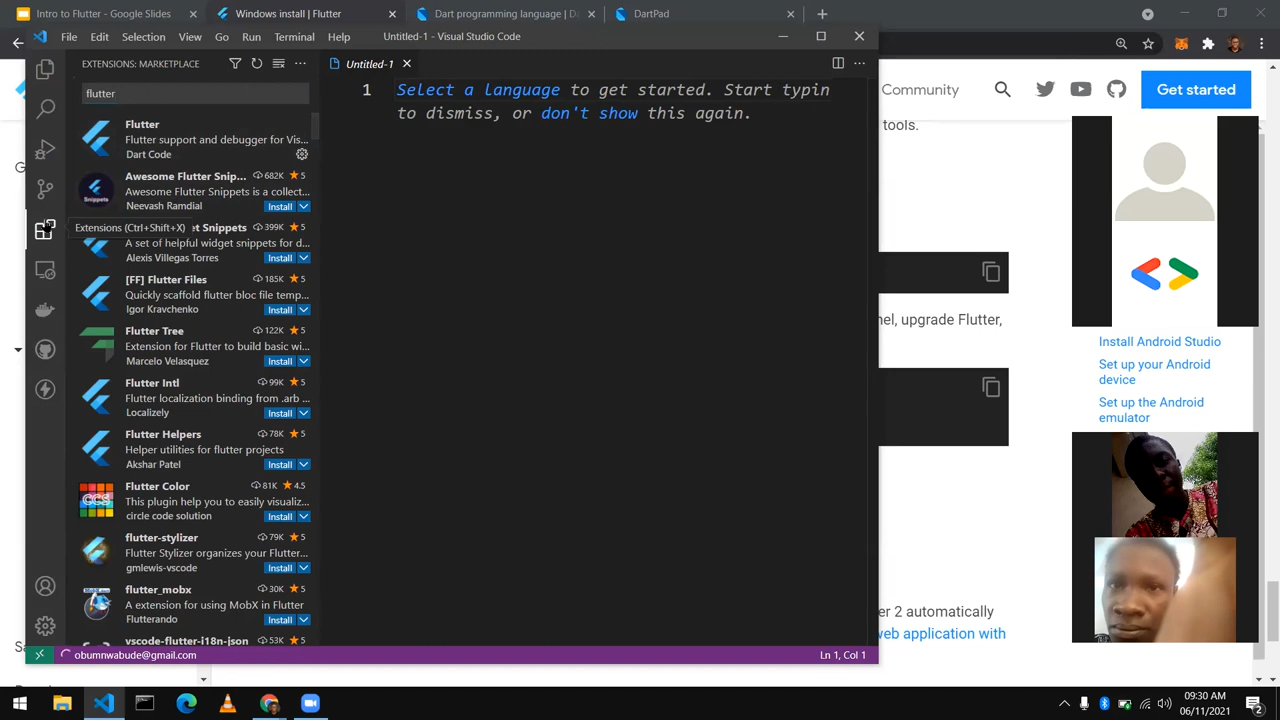 Intro to Flutter - Google Slides
Windows install | Flutter
Dart programming language | Da
DartPad
File Edit Selection View Go Run Terminal Help
Untitled-1 - Visual Studio Code
EXTENSIONS: MARKETPLACE
Untitled-1
flutter
1 Select a language to get started. Start typin
to dismiss, or don't show this again.
Flutter
Flutter support and debugger for Vis...
Dart Code
Awesome Flutter Snip... 682K 5
Awesome Flutter Snippets is a collect...
Neevash Ramdial Install
Extensions (Ctrl+Shift+X)
et Snippets 399K 5
A set of helpful widget snippets for d...
Alexis Villegas Torres Install
[FF] Flutter Files 185K 5
Quickly scaffold flutter bloc file temp...
Igor Kravchenko Install
Flutter Tree 122K 5
Extension for Flutter to build basic wi...
Marcelo Velasquez Install
Flutter Intl 99K 5
Flutter localization binding from .arb ...
Localizely Install
Flutter Helpers 78K 5
Helper utilities for flutter projects
Akshar Patel Install
Flutter Color 81K 4.5
This plugin help you to easily visualiz...
circle code solution Install
flutter-stylizer 79K 5
Flutter Stylizer organizes your Flutter...
gmlewis-vscode Install
flutter_mobx 30K 5
A extension for using MobX in Flutter
Flutterando Install
vscode-flutter-i18n-json 53K 5
obumnwabude@gmail.com
Ln 1, Col 1
Community
Get started
tools.
nel, upgrade Flutter,
er 2 automatically
web application with
Install Android Studio
Set up your Android
device
Set up the Android
emulator
09:30 AM
06/11/2021
2